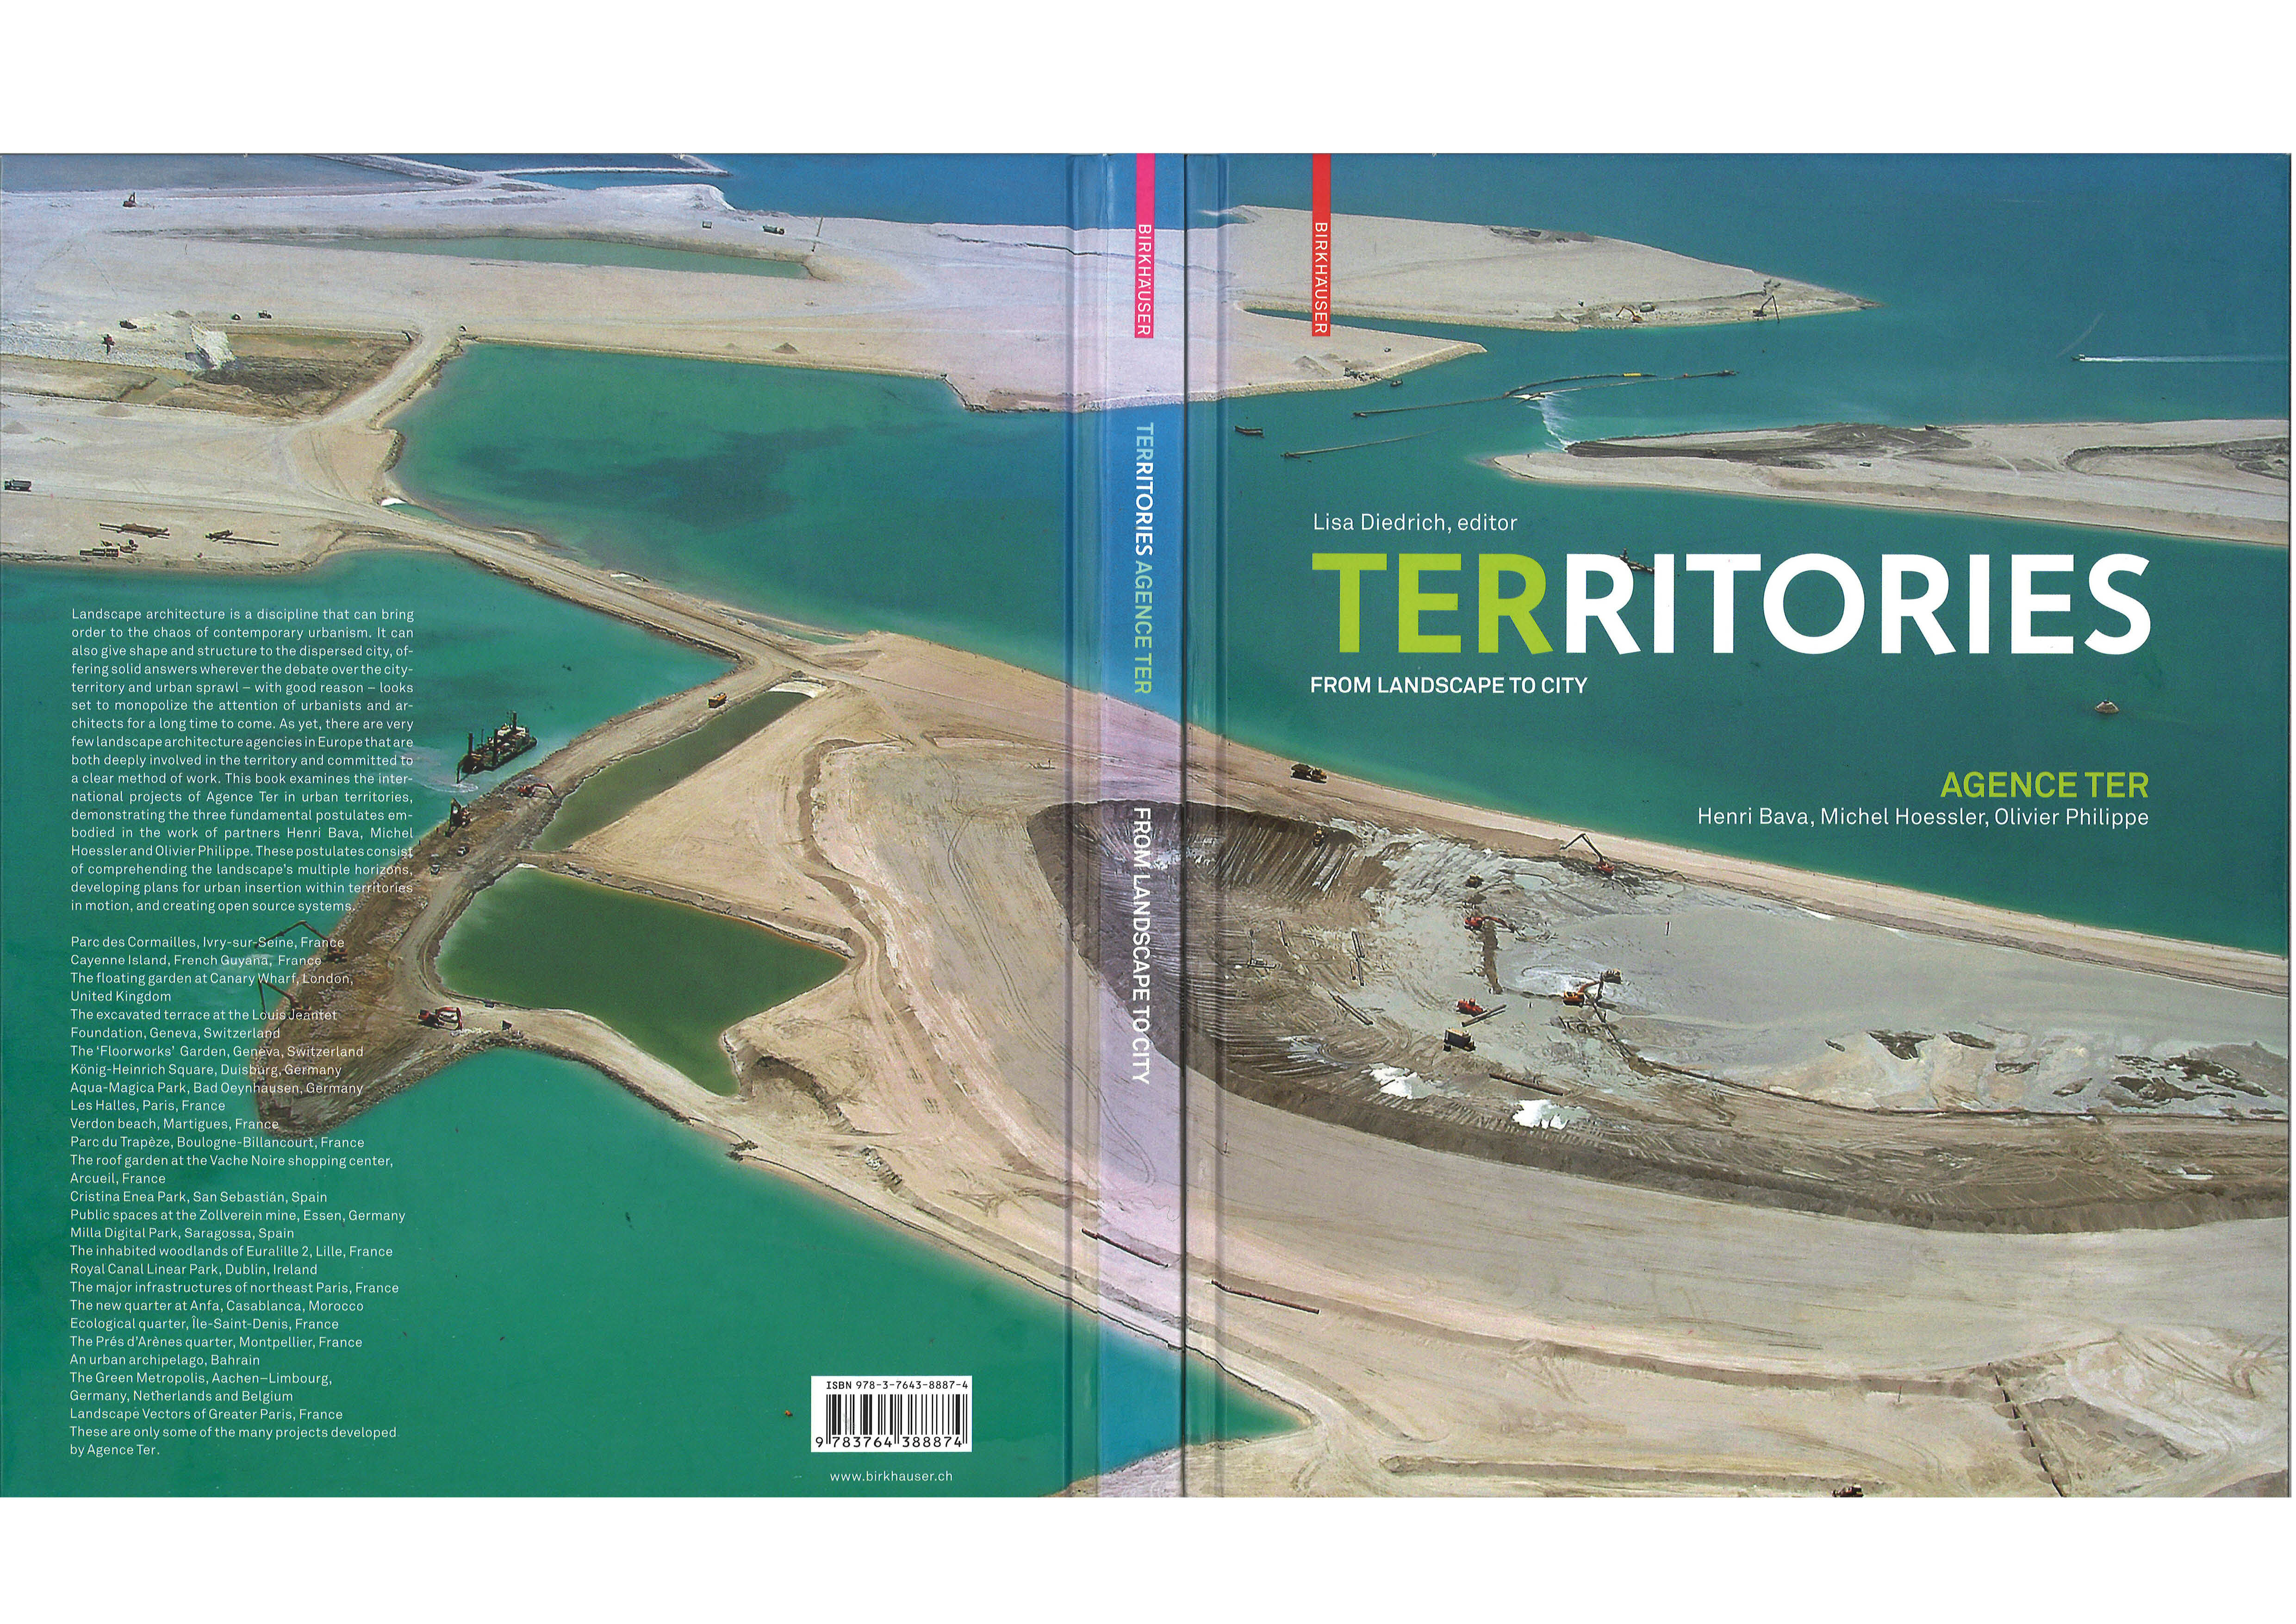 Landscape architecture is a discipline that can bring
order to the chaos of contemporary urbanism. It can
also give shape and structure to the dispersed city, of-
fering solid answers wherever the debate over the city-
territory and urban sprawl – with good reason – looks
set to monopolize the attention of urbanists and ar-
chitects for a long time to come. As yet, there are very
few landscape architecture agencies in Europe that are
both deeply involved in the territory and committed to
a clear method of work. This book examines the inter-
national projects of Agence Ter in urban territories,
demonstrating the three fundamental postulates em-
bodied in the work of partners Henri Bava, Michel
Hoessler and Olivier Philippe. These postulates consist
of comprehending the landscape's multiple horizons,
developing plans for urban insertion within territories
in motion, and creating open source systems.
Parc des Cormailles, Ivry-sur-Seine, France
Cayenne Island, French Guyana, France
The floating garden at Canary Wharf, London,
United Kingdom
The excavated terrace at the Louis Jeantet
Foundation, Geneva, Switzerland
The 'Floorworks' Garden, Geneva, Switzerland
König-Heinrich Square, Duisburg, Germany
Aqua-Magica Park, Bad Oeynhausen, Germany
Les Halles, Paris, France
Verdon beach, Martigues, France
Parc du Trapèze, Boulogne-Billancourt, France
The roof garden at the Vache Noire shopping center,
Arcueil, France
Cristina Enea Park, San Sebastián, Spain
Public spaces at the Zollverein mine, Essen, Germany
Milla Digital Park, Saragossa, Spain
The inhabited woodlands of Euralille 2, Lille, France
Royal Canal Linear Park, Dublin, Ireland
The major infrastructures of northeast Paris, France
The new quarter at Anfa, Casablanca, Morocco
Ecological quarter, Île-Saint-Denis, France
The Prés d'Arènes quarter, Montpellier, France
An urban archipelago, Bahrain
The Green Metropolis, Aachen–Limbourg,
Germany, Netherlands and Belgium
Landscape Vectors of Greater Paris, France
These are only some of the many projects developed
by Agence Ter.
ISBN 978-3-7643-8887-4
9 783764 388874
www.birkhauser.ch
BIRKHÄUSER
TERRITORIES AGENCE TER
FROM LANDSCAPE TO CITY
BIRKHÄUSER
Lisa Diedrich, editor
TERRITORIES
FROM LANDSCAPE TO CITY
AGENCE TER
Henri Bava, Michel Hoessler, Olivier Philippe